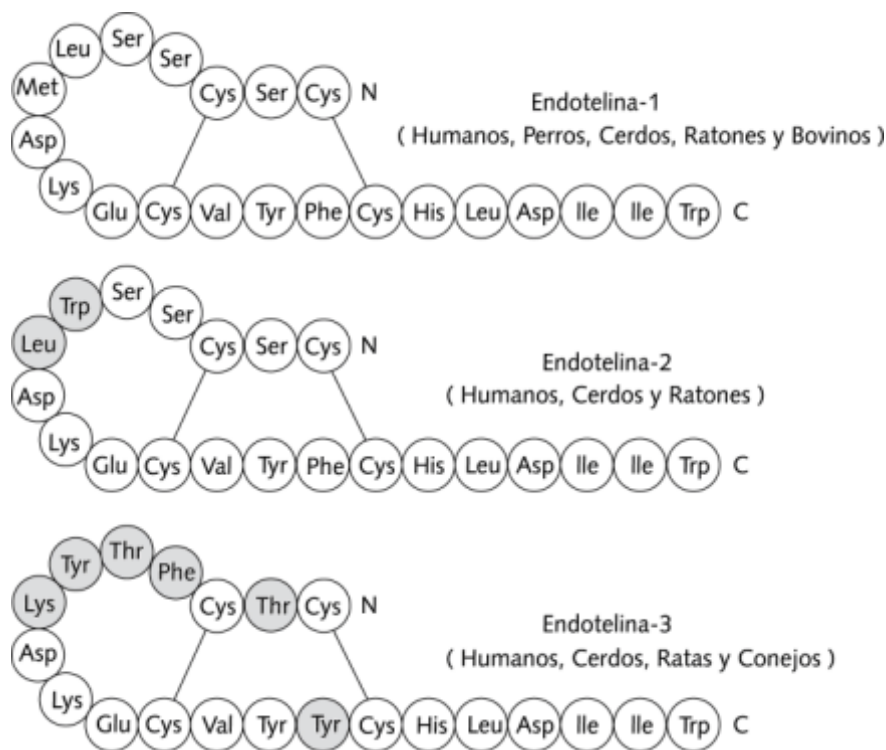 Leu Ser Ser Cys Ser Cys N
Met
Asp
Lys
Glu Cys Val Tyr Phe Cys His Leu Asp Ile Ile Trp C
Endotelina-1
( Humanos, Perros, Cerdos, Ratones y Bovinos )
Trp Ser Ser Cys Ser Cys N
Leu
Asp
Lys
Glu Cys Val Tyr Phe Cys His Leu Asp Ile Ile Trp C
Endotelina-2
( Humanos, Cerdos y Ratones )
Tyr Thr Phe Cys Thr Cys N
Lys
Asp
Lys
Glu Cys Val Tyr Tyr Cys His Leu Asp Ile Ile Trp C
Endotelina-3
( Humanos, Cerdos, Ratas y Conejos )